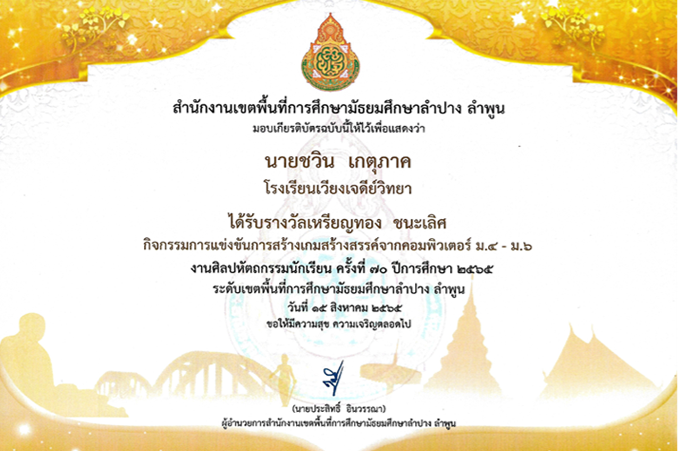 สำนักงานเขตพื้นที่การศึกษามัธยมศึกษาลำปาง ลำพูน
มอบเกียรติบัตรฉบับนี้ให้ไว้เพื่อแสดงว่า
นายชวิน เกตุภาค
โรงเรียนเวียงเจดีย์วิทยา
ได้รับรางวัลเหรียญทอง ชนะเลิศ
กิจกรรมการแข่งขันการสร้างเกมสร้างสรรค์จากคอมพิวเตอร์ ม.๔ - ม.๖
งานศิลปหัตถกรรมนักเรียน ครั้งที่ ๗๐ ปีการศึกษา ๒๕๖๕
ระดับเขตพื้นที่การศึกษามัธยมศึกษาลำปาง ลำพูน
วันที่ ๑๕ สิงหาคม ๒๕๖๕
ขอให้มีความสุข ความเจริญตลอดไป
(นายประสิทธิ์ อินวรรณา)
ผู้อำนวยการสำนักงานเขตพื้นที่การศึกษามัธยมศึกษาลำปาง ลำพูน